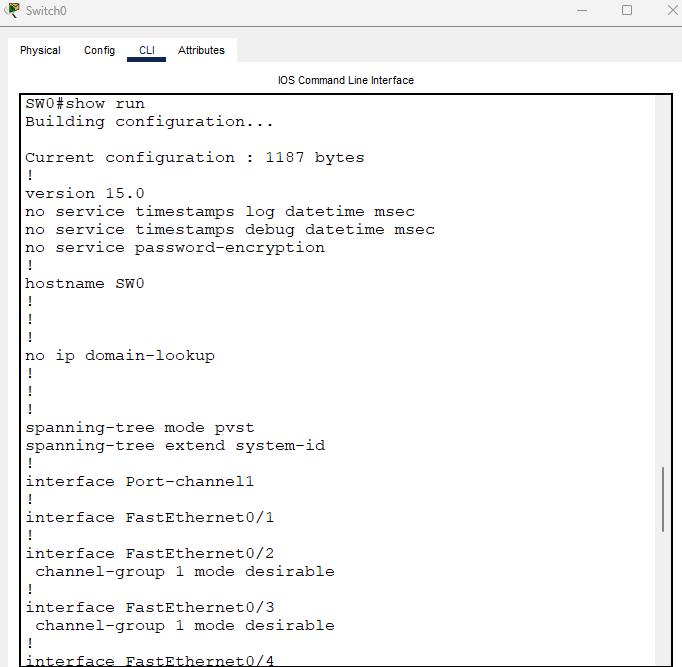 Switch0
Physical Config CLI Attributes
IOS Command Line Interface
SW0#show run
Building configuration...
Current configuration : 1187 bytes
!
version 15.0
no service timestamps log datetime msec
no service timestamps debug datetime msec
no service password-encryption
!
hostname SW0
!
!
!
no ip domain-lookup
!
!
!
spanning-tree mode pvst
spanning-tree extend system-id
!
interface Port-channel1
!
interface FastEthernet0/1
!
interface FastEthernet0/2
 channel-group 1 mode desirable
!
interface FastEthernet0/3
 channel-group 1 mode desirable
!
interface FastEthernet0/4